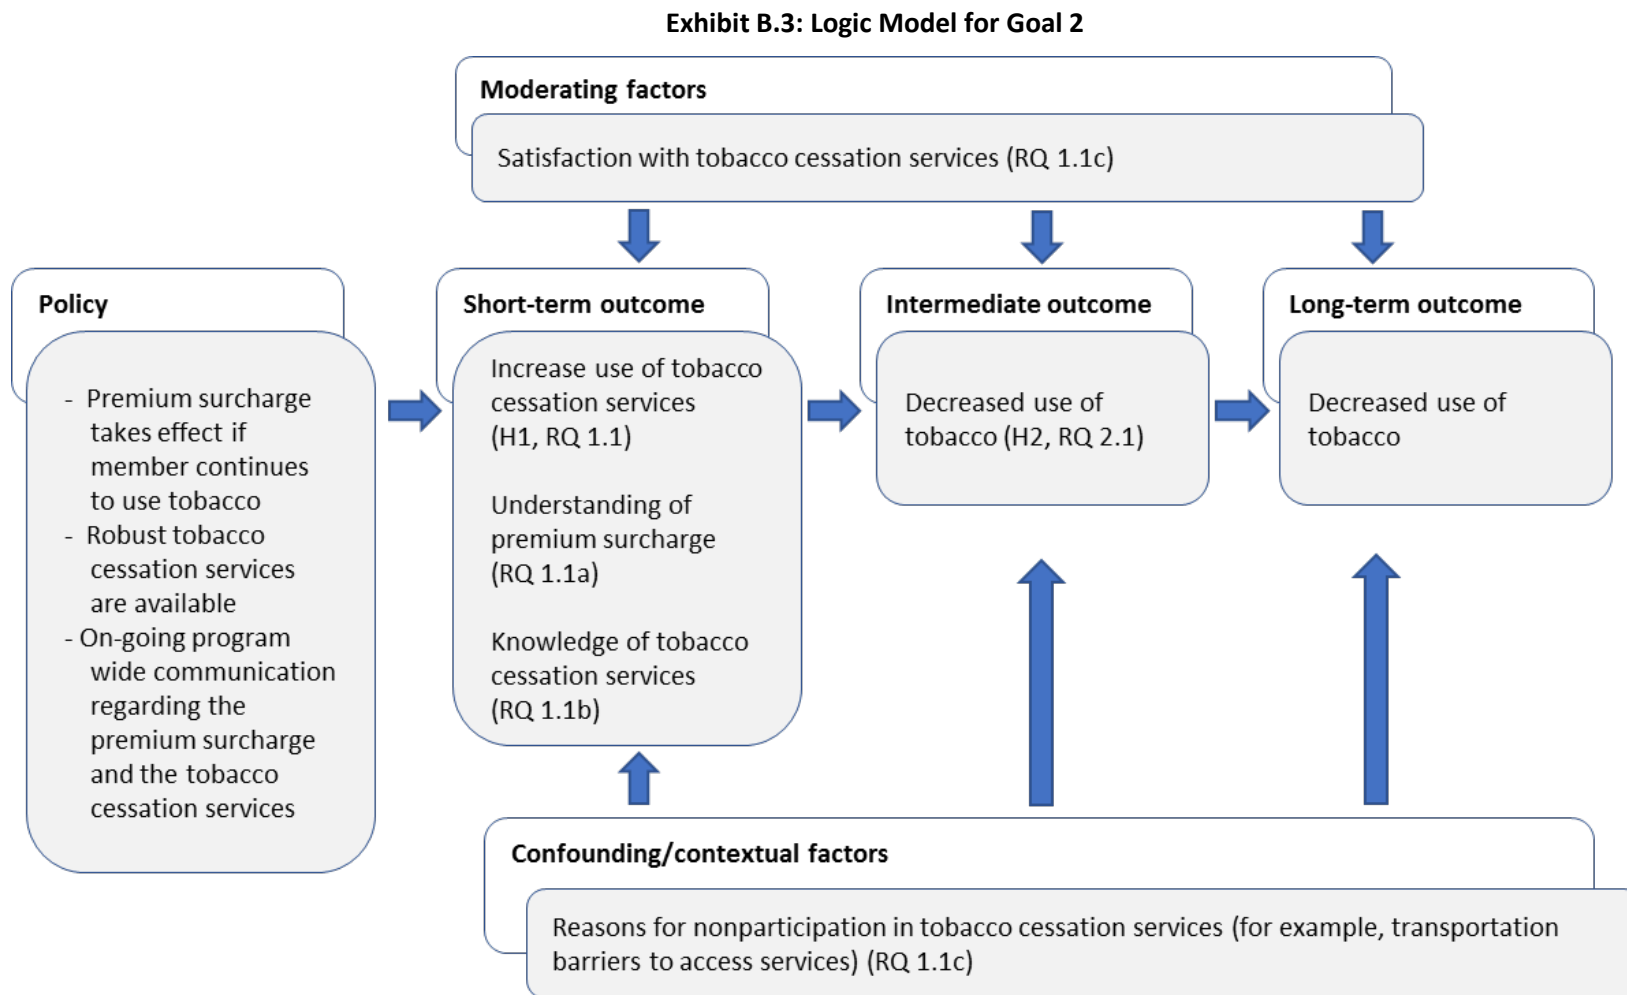 Exhibit B.3: Logic Model for Goal 2
Moderating factors
Satisfaction with tobacco cessation services (RQ 1.1c)
Policy
- Premium surcharge
takes effect if
member continues
to use tobacco
- Robust tobacco
cessation services
are available
- On-going program
wide communication
regarding the
premium surcharge
and the tobacco
cessation services
Short-term outcome
Increase use of tobacco
cessation services
(H1, RQ 1.1)
Understanding of
premium surcharge
(RQ 1.1a)
Knowledge of tobacco
cessation services
(RQ 1.1b)
Intermediate outcome
Decreased use of
tobacco (H2, RQ 2.1)
Long-term outcome
Decreased use of
tobacco
Confounding/contextual factors
Reasons for nonparticipation in tobacco cessation services (for example, transportation
barriers to access services) (RQ 1.1c)